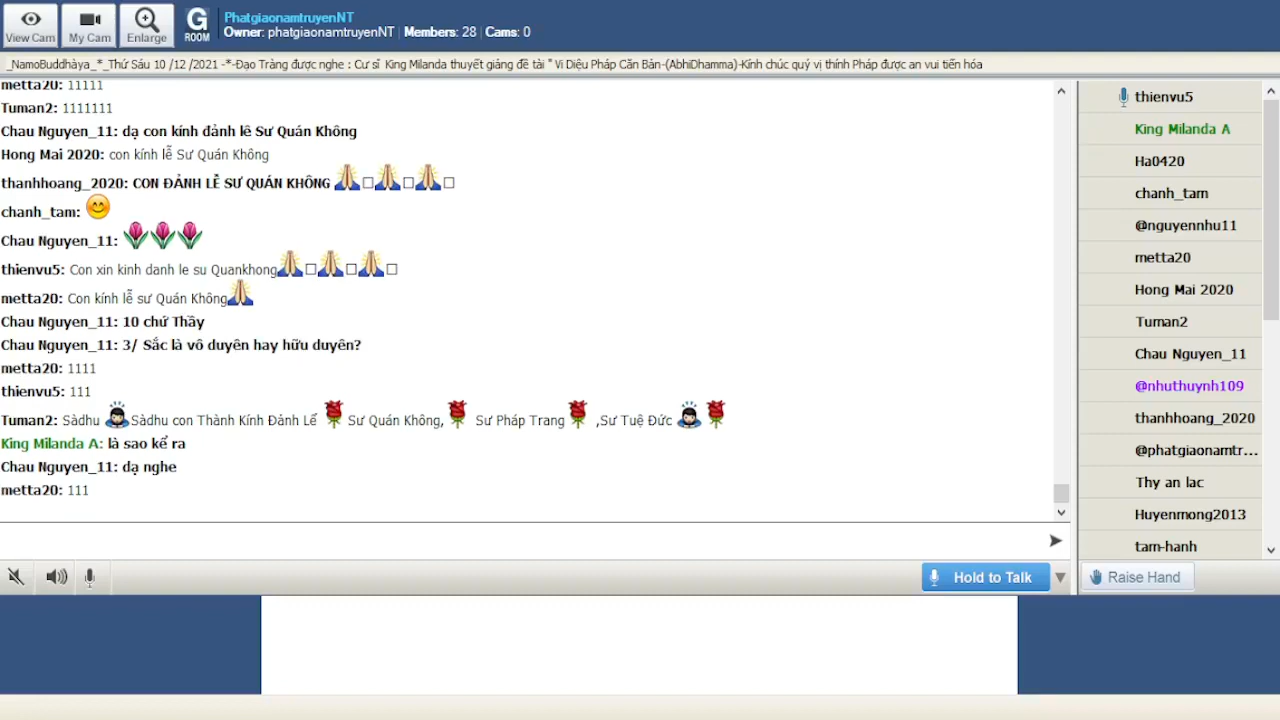 View Cam
My Cam
Enlarge
G
ROOM
PhatgiaonamtruyenNT
Owner: phatgiaonamtruyenNT | Members: 28 | Cams: 0
_NamoBuddhàya_*_Thứ Sáu 10 /12 /2021 -*-Đạo Tràng được nghe : Cư sĩ King Milanda thuyết giảng đề tài " Vi Diệu Pháp Căn Bản-(AbhiDhamma)-Kính chúc quý vị thính Pháp được an vui tiến hóa
metta20: 11111
Tuman2: 1111111
Chau Nguyen_11: dạ con kính đảnh lê Sư Quán Không
Hong Mai 2020: con kính lễ Sư Quán Không
thanhhoang_2020: CON ĐẢNH LỄ SƯ QUÁN KHÔNG 🙏□🙏□🙏□
chanh_tam: 😊
Chau Nguyen_11: 🌷🌷🌷
thienvu5: Con xin kinh danh le su Quankhong🙏□🙏□🙏□
metta20: Con kính lễ sư Quán Không🙏
Chau Nguyen_11: 10 chứ Thầy
Chau Nguyen_11: 3/ Sắc là vô duyên hay hữu duyên?
metta20: 1111
thienvu5: 111
Tuman2: Sàdhu 🙇Sàdhu con Thành Kính Đảnh Lể 🌹Sư Quán Không,🌹 Sư Pháp Trang🌹 ,Sư Tuệ Đức 🙇🌹
King Milanda A: là sao kể ra
Chau Nguyen_11: dạ nghe
metta20: 111
Hold to Talk
thienvu5
King Milanda A
Ha0420
chanh_tam
@nguyennhu11
metta20
Hong Mai 2020
Tuman2
Chau Nguyen_11
@nhuthuynh109
thanhhoang_2020
@phatgiaonamtr...
Thy an lac
Huyenmong2013
tam-hanh
Raise Hand